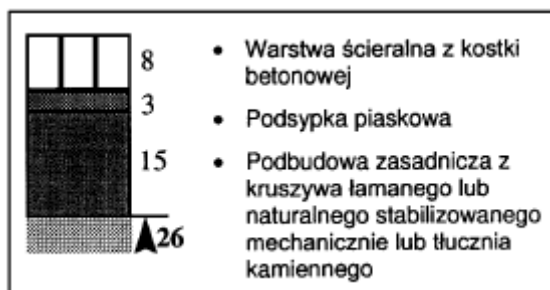 8
3
15
26
• Warstwa ścieralna z kostki
betonowej
• Podsypka piaskowa
• Podbudowa zasadnicza z
kruszywa łamanego lub
naturalnego stabilizowanego
mechanicznie lub tłucznia
kamiennego